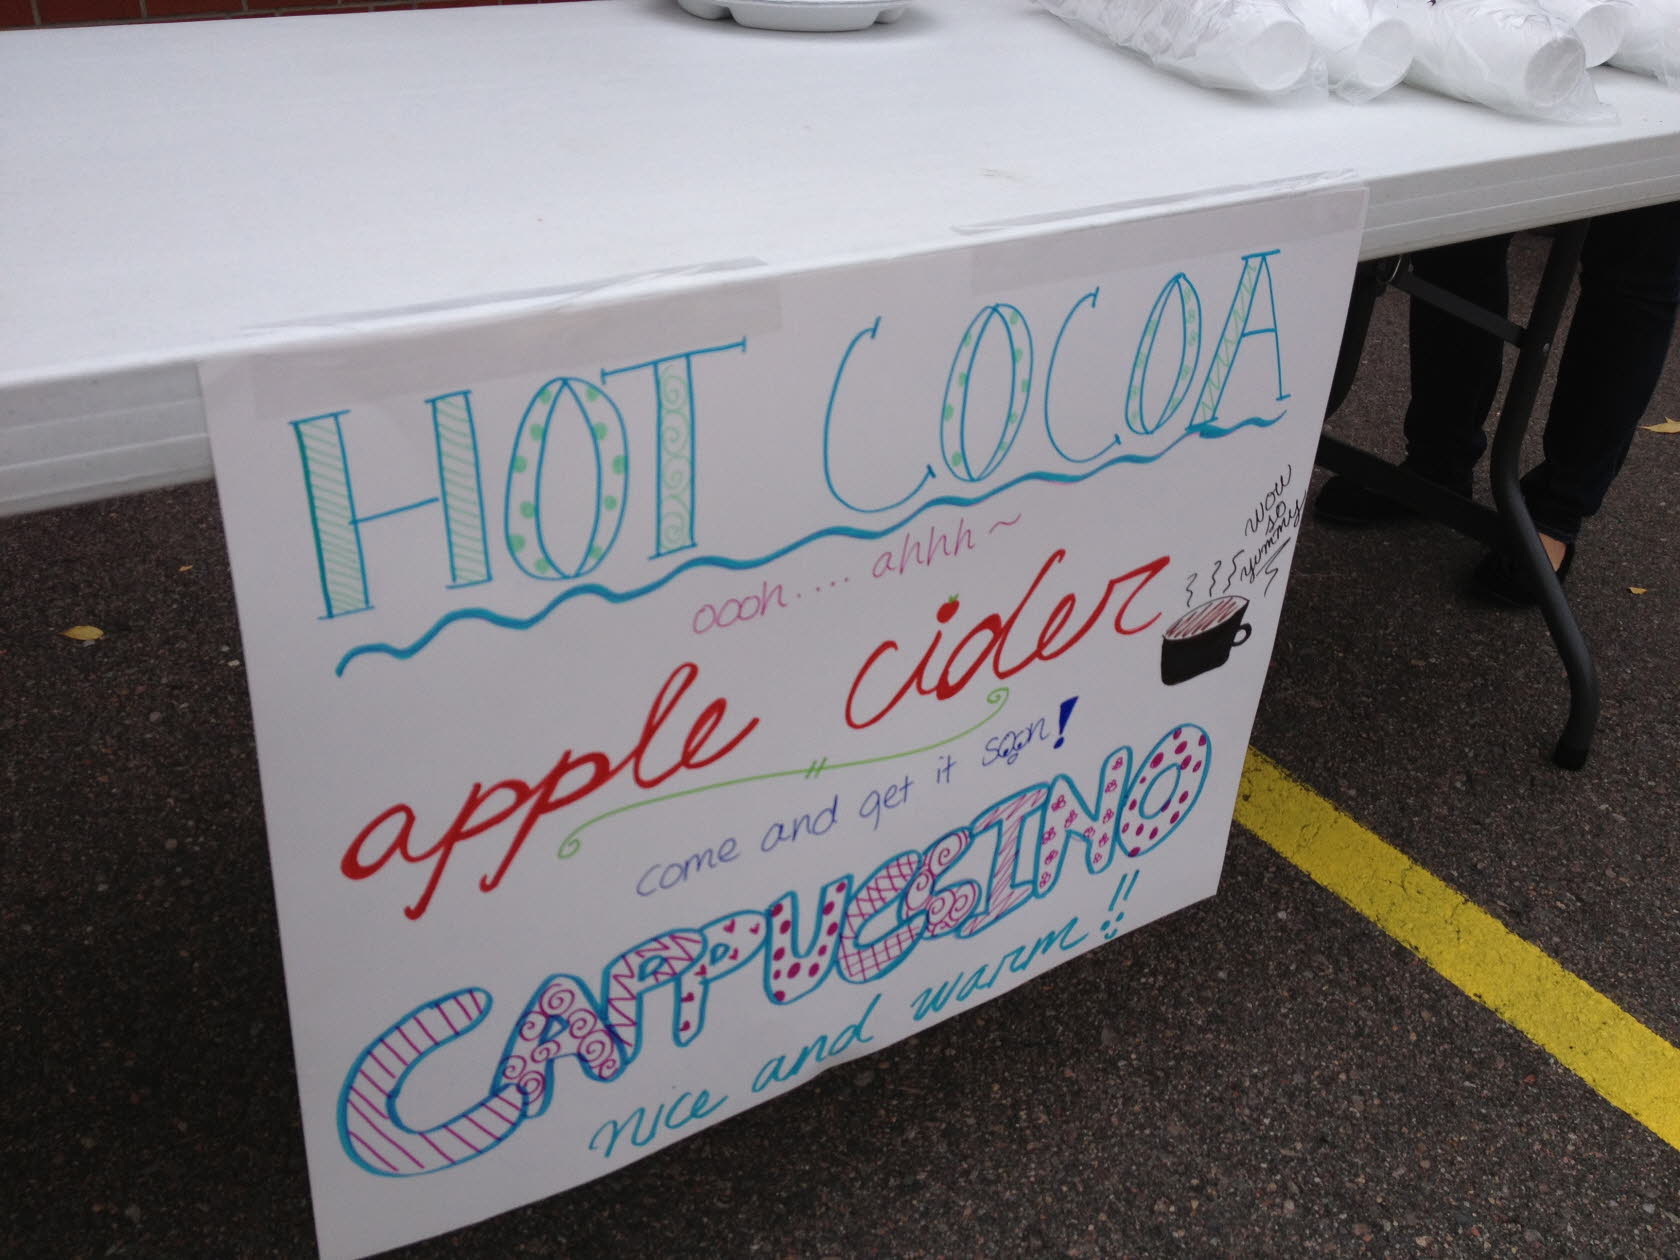 HOT COCOA
oooh.... ahhh~
wow
so
yummy
apple cider
come and get it soon!
CAPPUCSINO
nice and warm!!